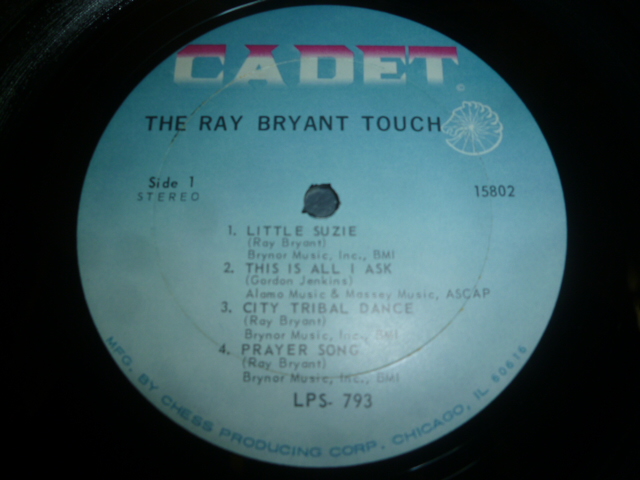 CADET
©
THE RAY BRYANT TOUCH
Side 1
STEREO
15802
1. LITTLE SUZIE
(Ray Bryant)
Brynor Music, Inc., BMI
2. THIS IS ALL I ASK
(Gordon Jenkins)
Alamo Music & Massey Music, ASCAP
3. CITY TRIBAL DANCE
(Ray Bryant)
Brynor Music, Inc., BMI
4. PRAYER SONG
(Ray Bryant)
Brynor Music, Inc., BMI
LPS- 793
MFG. BY CHESS PRODUCING CORP., CHICAGO, IL 60616